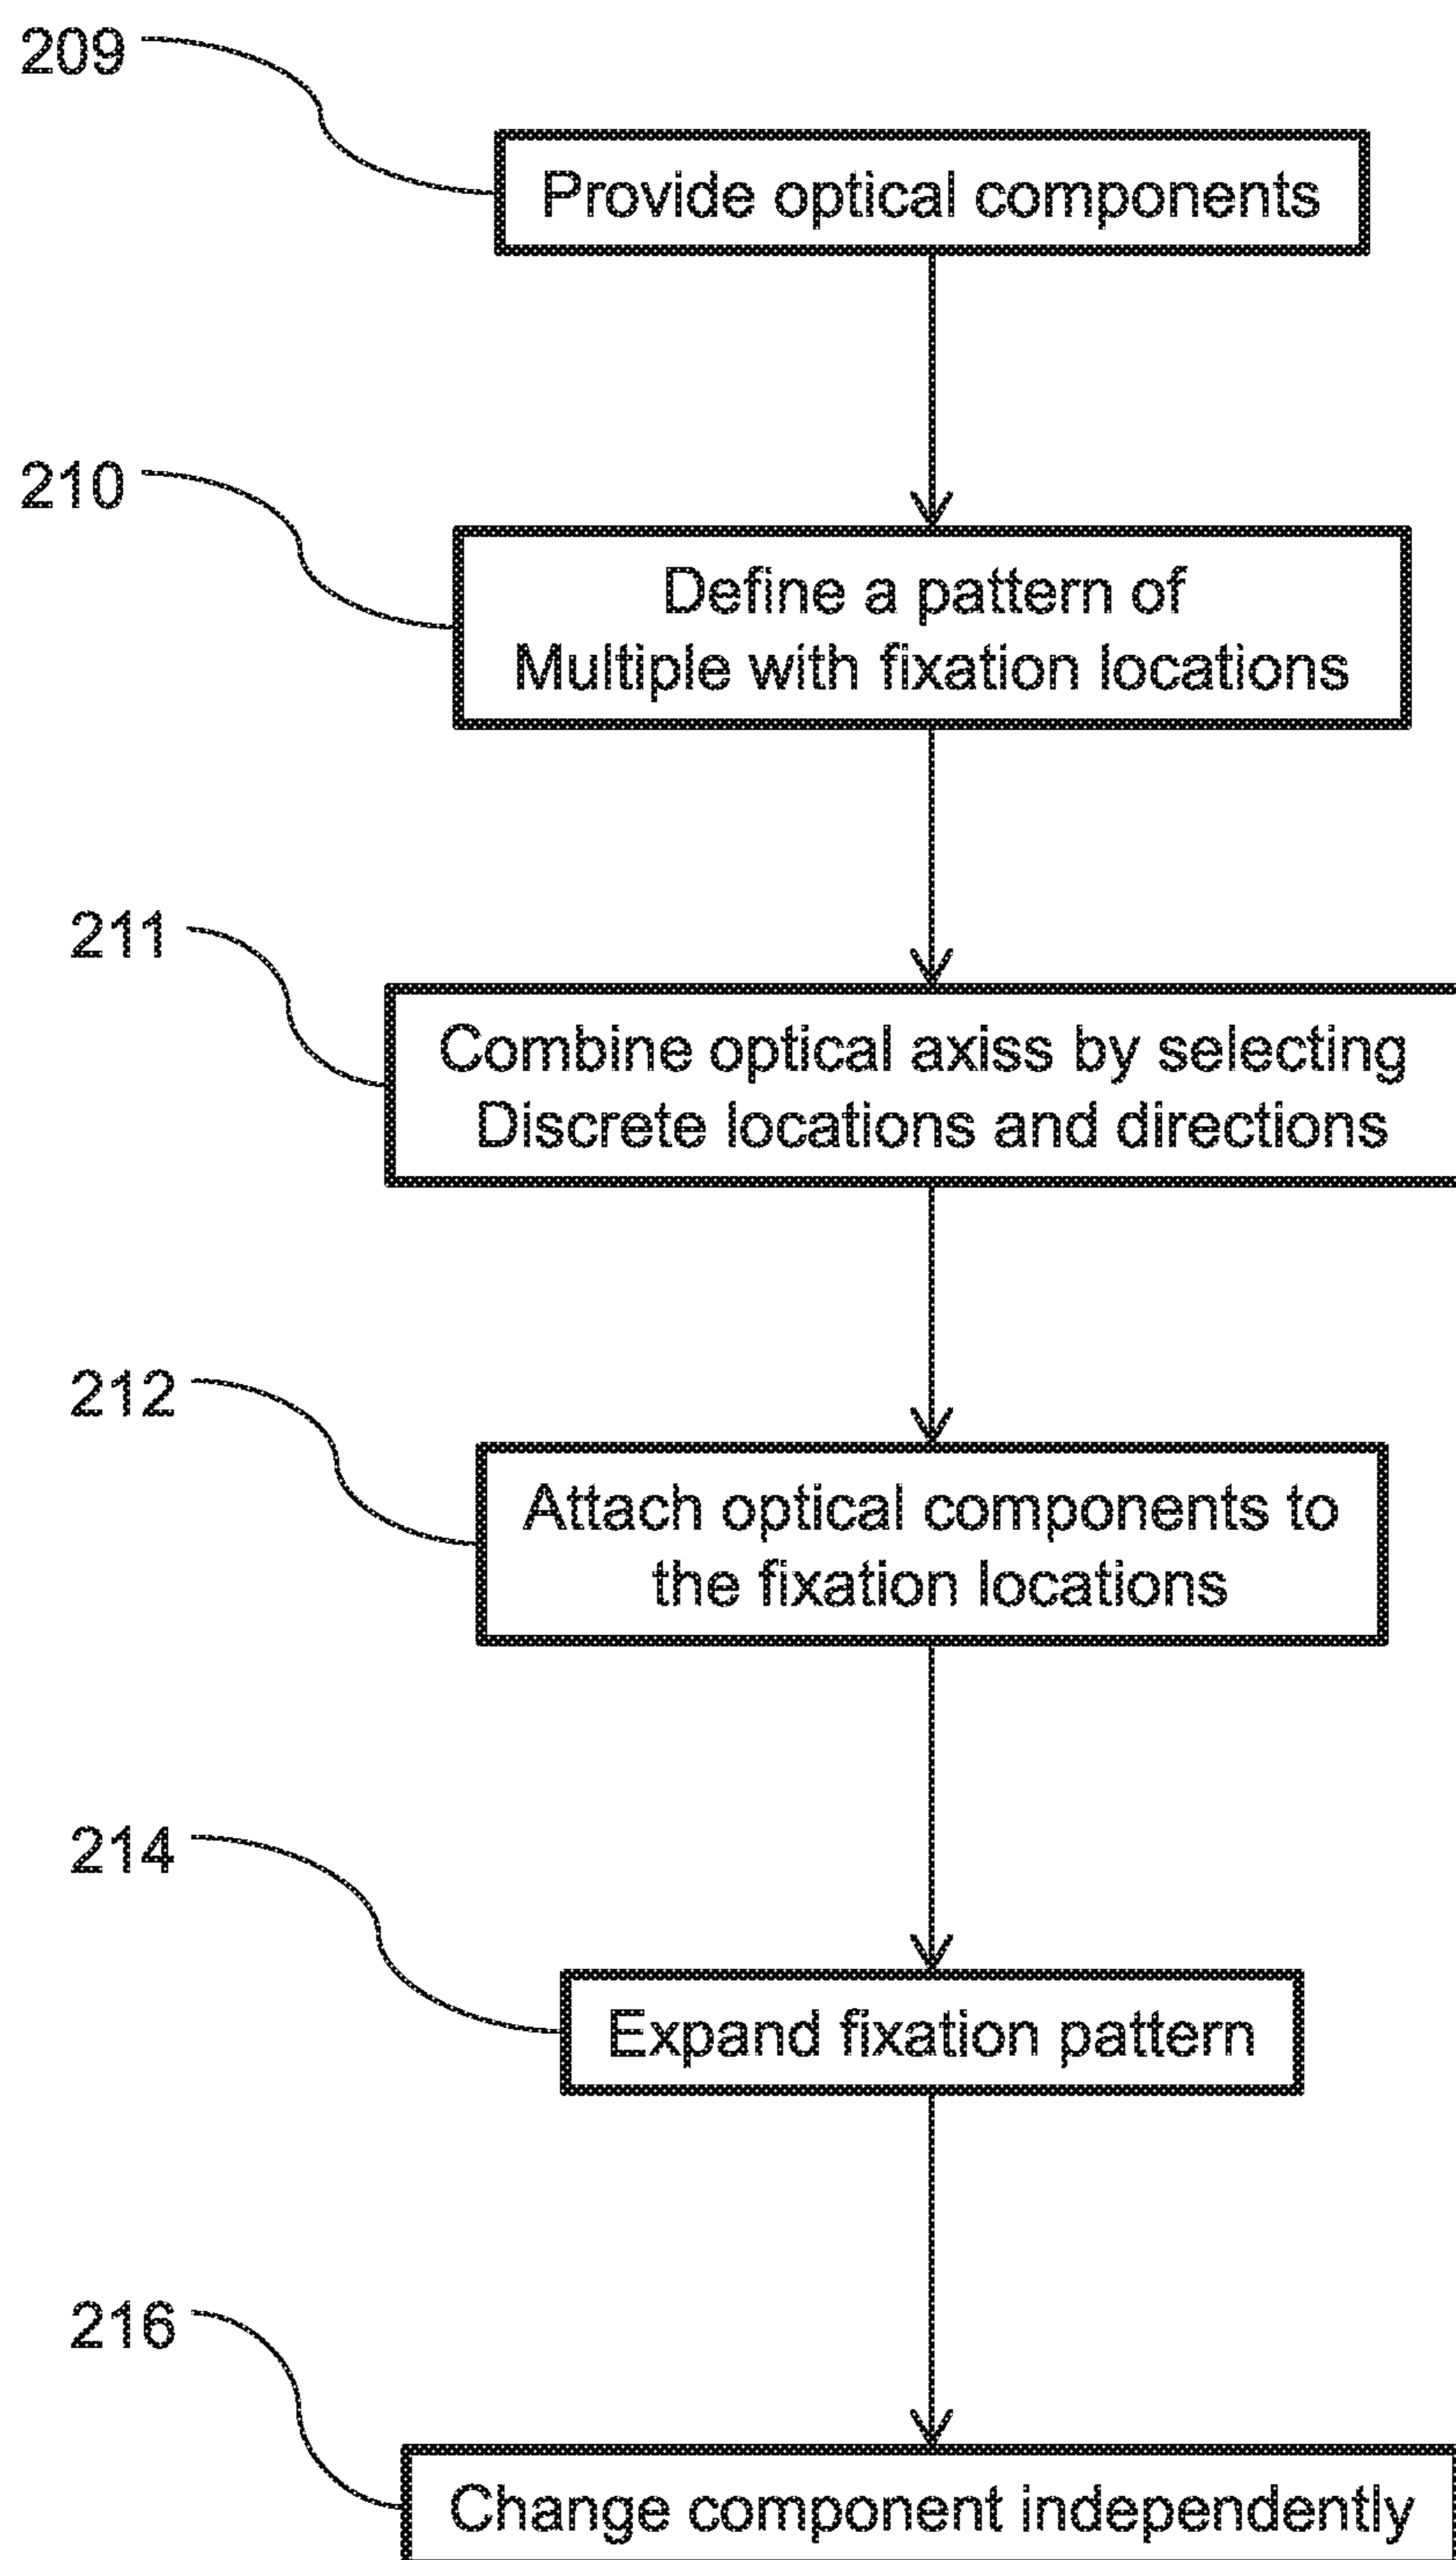 209
Provide optical components
210
Define a pattern of
Multiple with fixation locations
211
Combine optical axiss by selecting
Discrete locations and directions
212
Attach optical components to
the fixation locations
214
Expand fixation pattern
216
Change component independently